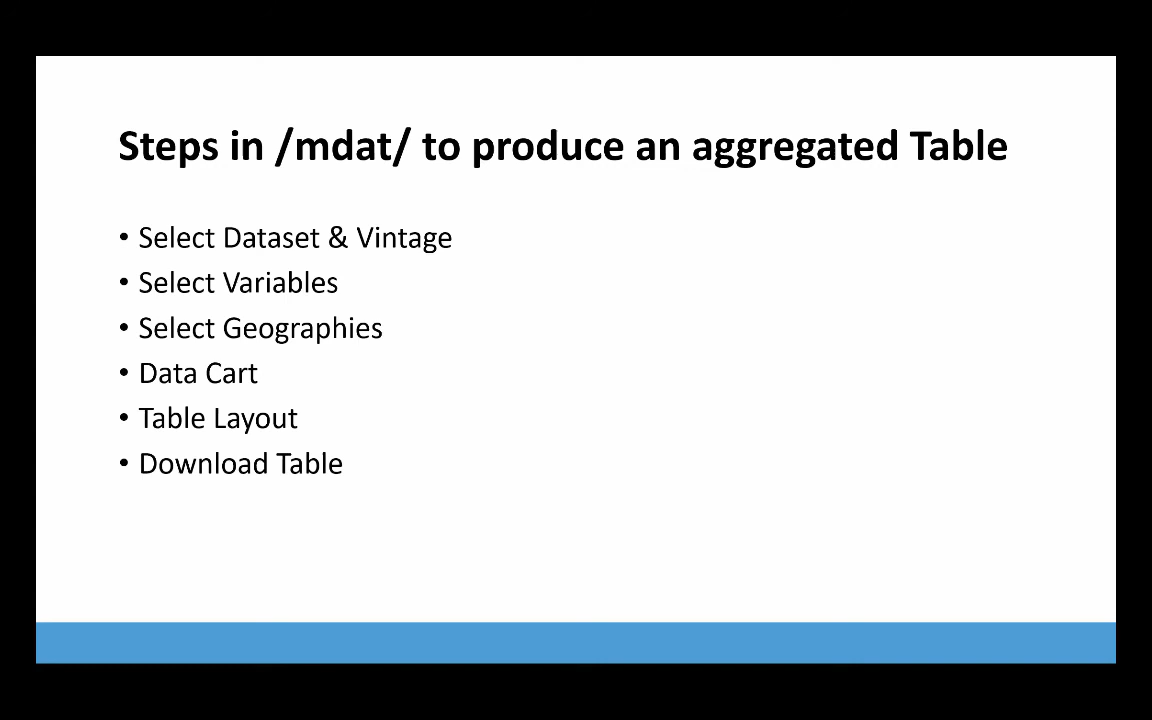 Steps in /mdat/ to produce an aggregated Table
• Select Dataset & Vintage
• Select Variables
• Select Geographies
• Data Cart
• Table Layout
• Download Table